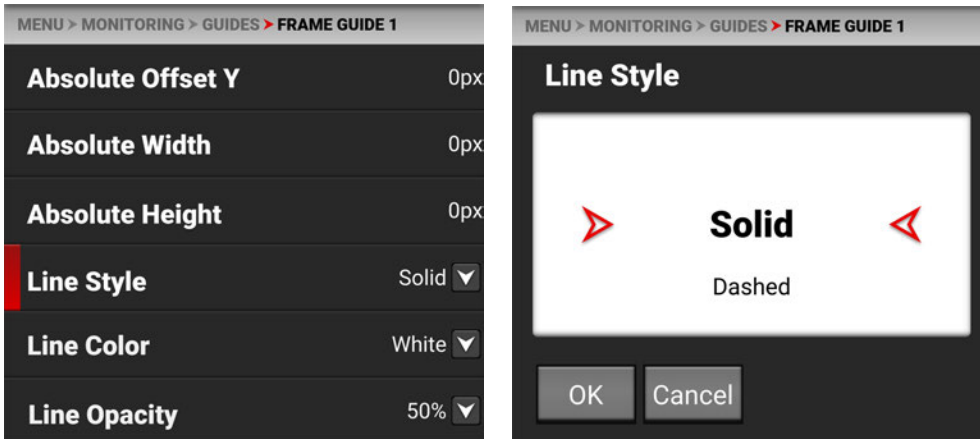 MENU > MONITORING > GUIDES > FRAME GUIDE 1
Absolute Offset Y 0px
Absolute Width 0px
Absolute Height 0px
Line Style Solid
Line Color White
Line Opacity 50%
MENU > MONITORING > GUIDES > FRAME GUIDE 1
Line Style
Solid
Dashed
OK Cancel